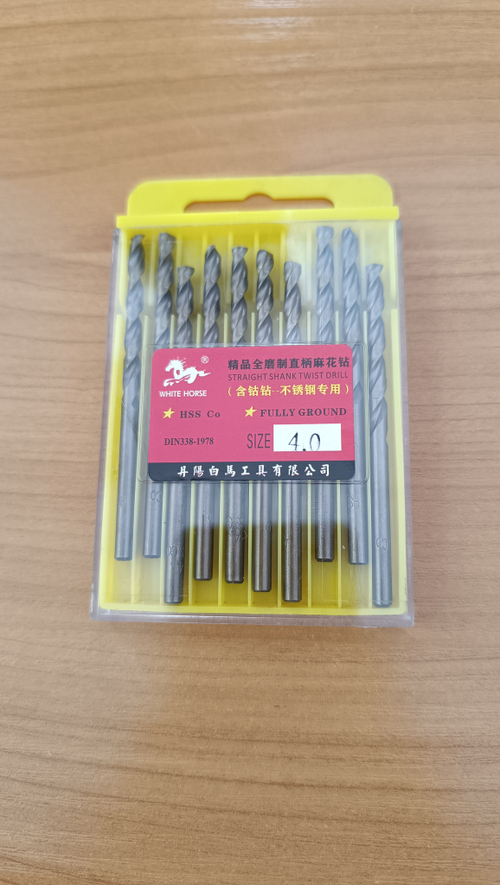 ®
WHITE HORSE
精品全磨制直柄麻花钻
STRAIGHT SHANK TWIST DRILL
(含钴钻--不锈钢专用)
★ HSS Co ★ FULLY GROUND
DIN338-1978 SIZE 4.0
丹陽白馬工具有限公司